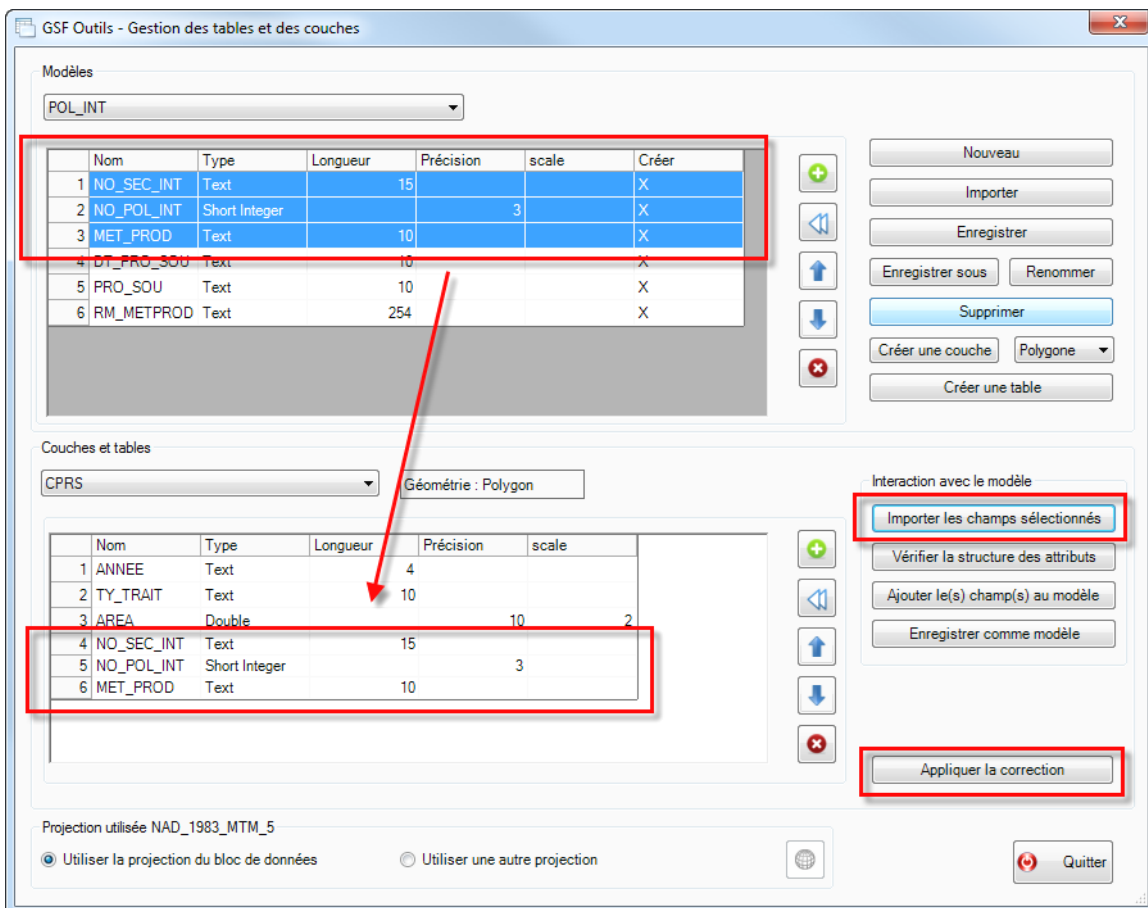 GSF Outils - Gestion des tables et des couches
Modèles
POL_INT
Nom Type Longueur Précision scale Créer
1 NO_SEC_INT Text 15 X
2 NO_POL_INT Short Integer 3 X
3 MET_PROD Text 10 X
4 DT_PRO_SOU Text 10 X
5 PRO_SOU Text 10 X
6 RM_METPROD Text 254 X
Nouveau
Importer
Enregistrer
Enregistrer sous Renommer
Supprimer
Créer une couche Polygone
Créer une table
Couches et tables
CPRS Géométrie : Polygon
Nom Type Longueur Précision scale
1 ANNEE Text 4
2 TY_TRAIT Text 10
3 AREA Double 10 2
4 NO_SEC_INT Text 15
5 NO_POL_INT Short Integer 3
6 MET_PROD Text 10
Interaction avec le modèle
Importer les champs sélectionnés
Vérifier la structure des attributs
Ajouter le(s) champ(s) au modèle
Enregistrer comme modèle
Appliquer la correction
Projection utilisée NAD_1983_MTM_5
Utiliser la projection du bloc de données Utiliser une autre projection
Quitter